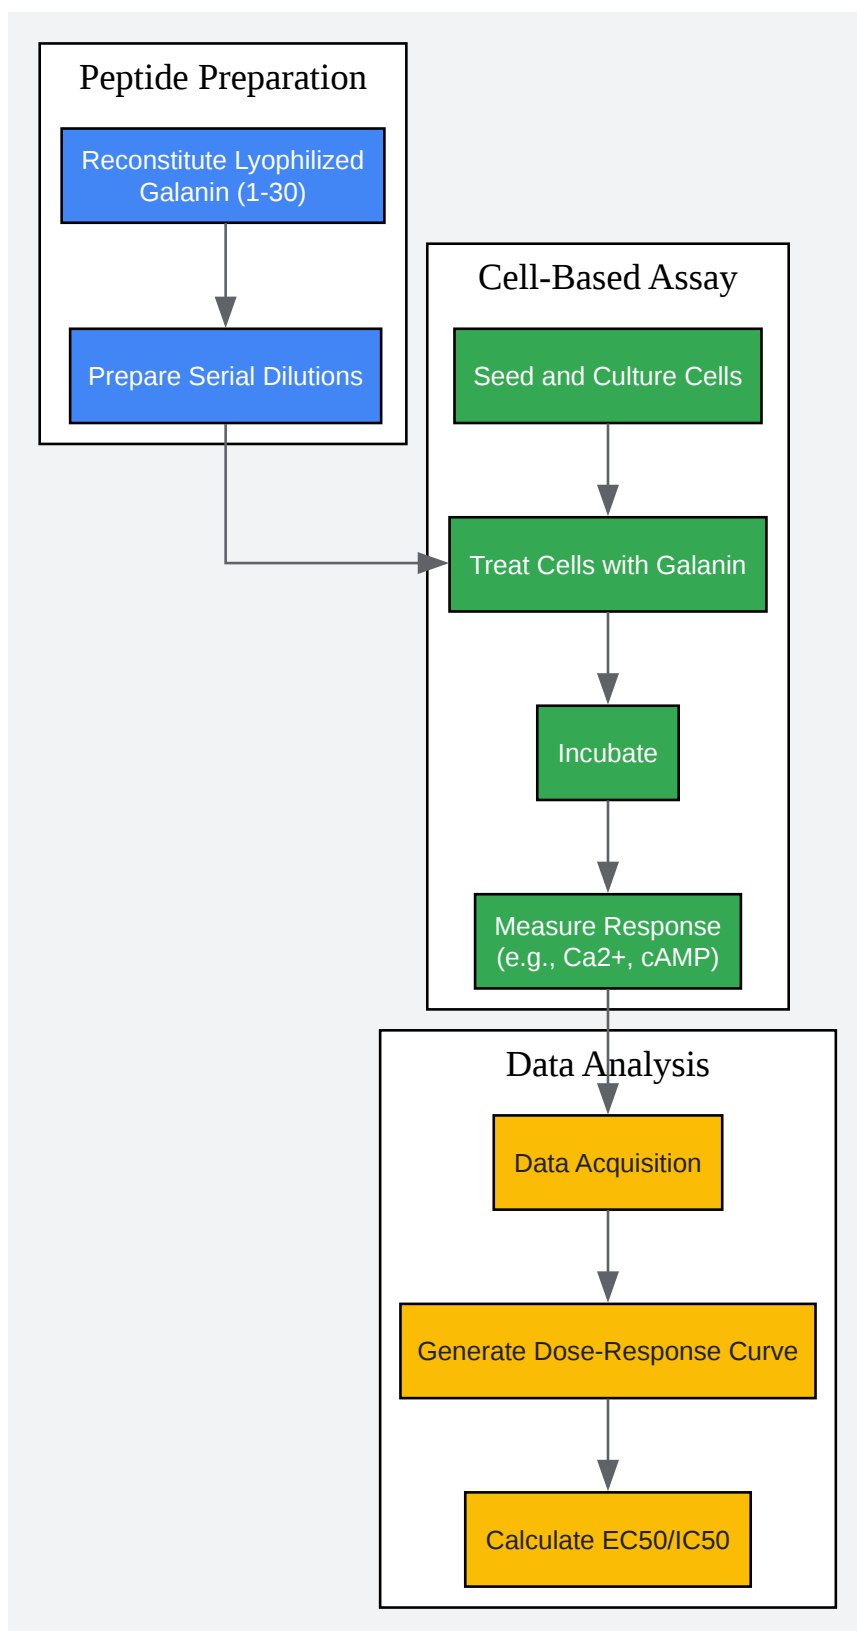 Peptide Preparation
Reconstitute Lyophilized
Galanin (1-30)
Prepare Serial Dilutions
Cell-Based Assay
Seed and Culture Cells
Treat Cells with Galanin
Incubate
Measure Response
(e.g., Ca2+, cAMP)
Data Analysis
Data Acquisition
Generate Dose-Response Curve
Calculate EC50/IC50